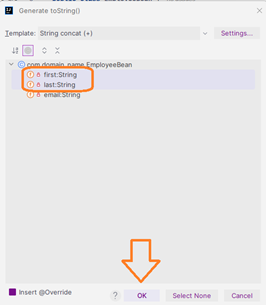 Generate toString()
Template: String concat (+)
Settings...
com.domain_name.EmployeeBean
first:String
last:String
email:String
Insert @Override
? OK Select None Cancel